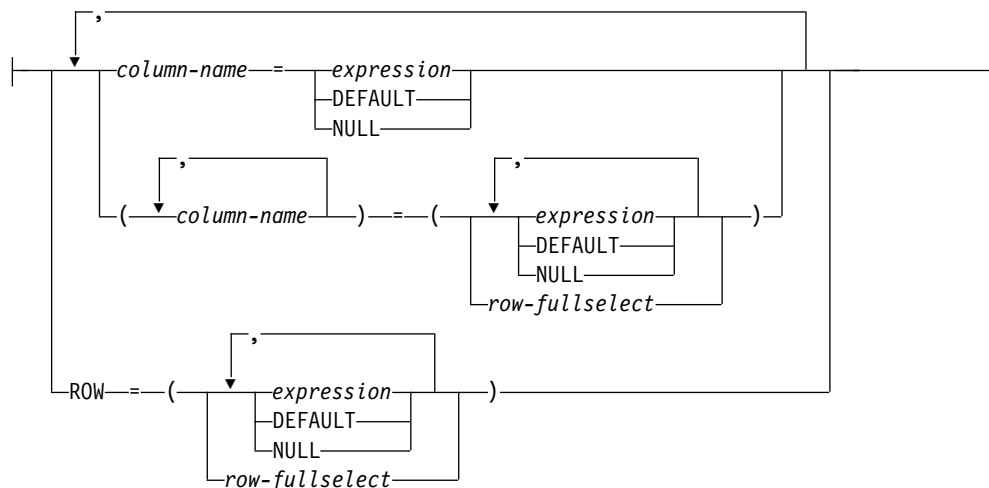 ,
column-name = expression
DEFAULT
NULL
, ,
( column-name ) = ( expression )
DEFAULT
NULL
row-fullselect
,
ROW = ( expression )
DEFAULT
NULL
row-fullselect